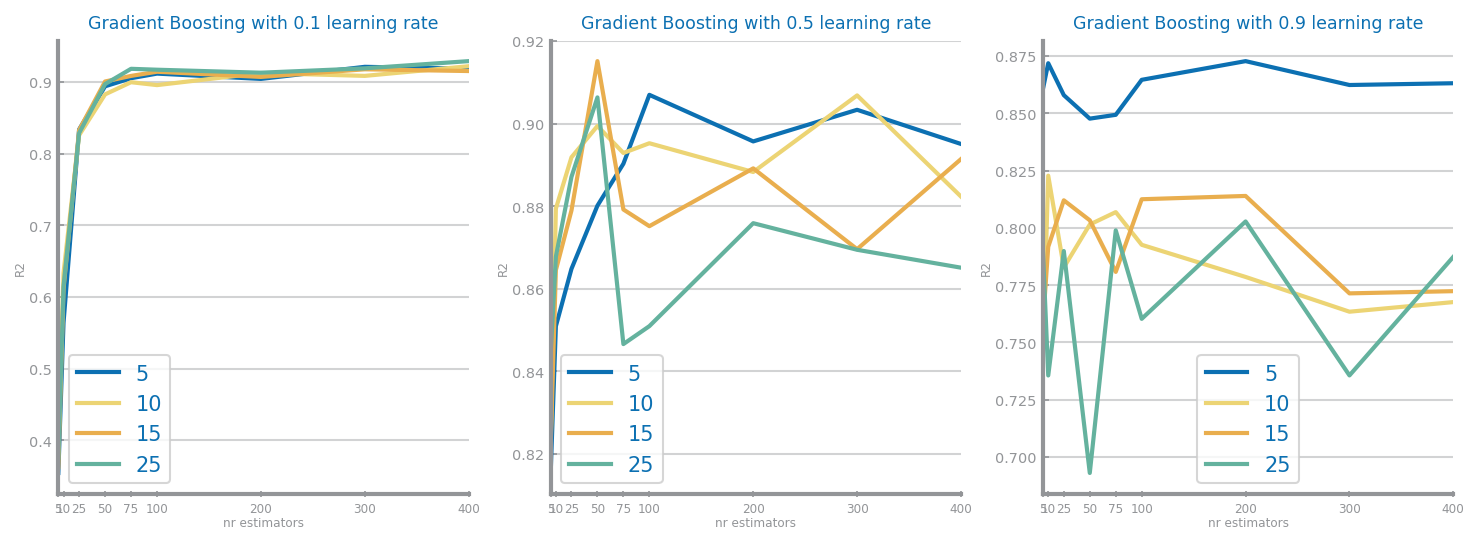 Gradient Boosting with 0.1 learning rate
0.9
0.8
0.7
0.6
0.5
0.4
R2
5
10
15
25
5 10 25 50 75 100 200 300 400
nr estimators
Gradient Boosting with 0.5 learning rate
0.92
0.90
0.88
0.86
0.84
0.82
R2
5
10
15
25
5 10 25 50 75 100 200 300 400
nr estimators
Gradient Boosting with 0.9 learning rate
0.875
0.850
0.825
0.800
0.775
0.750
0.725
0.700
R2
5
10
15
25
5 10 25 50 75 100 200 300 400
nr estimators